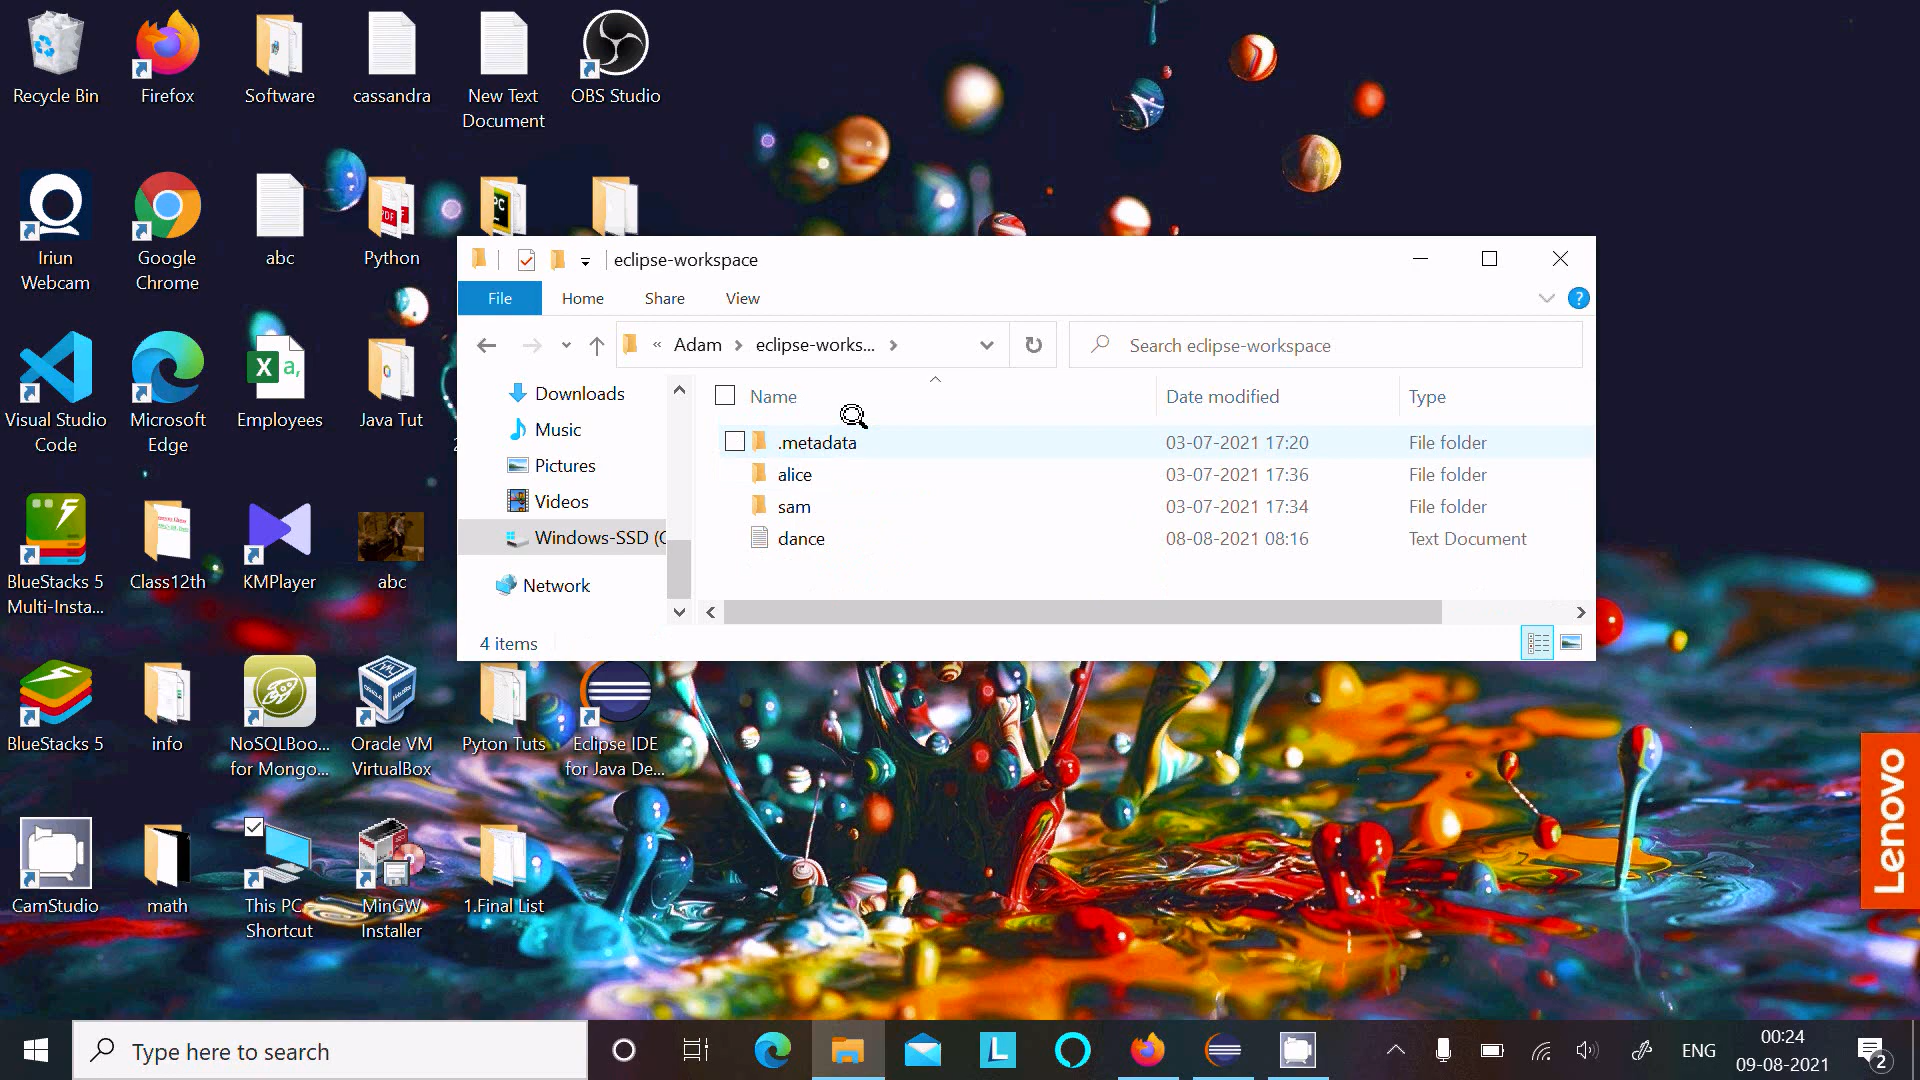 Recycle Bin
Firefox
Software
cassandra
New Text
Document
OBS Studio
Iriun
Webcam
Google
Chrome
abc
PDF
PDF
Python
PC
Visual Studio
Code
Microsoft
Edge
X a,
Employees
Java Tut
BlueStacks 5
Multi-Insta...
Class12th
KMPlayer
abc
BlueStacks 5
info
NoSQLBoo...
for Mongo...
Oracle VM
VirtualBox
Pyton Tuts
Eclipse IDE
for Java De...
CamStudio
math
This PC -
Shortcut
MinGW
Installer
1.Final List
eclipse-workspace
File
Home
Share
View
?
« Adam > eclipse-works... >
Search eclipse-workspace
Downloads
Music
Pictures
Videos
Windows-SSD (C
Network
Name
Date modified
Type
.metadata
03-07-2021 17:20
File folder
alice
03-07-2021 17:36
File folder
sam
03-07-2021 17:34
File folder
dance
08-08-2021 08:16
Text Document
4 items
Lenovo
Type here to search
L
ENG
00:24
09-08-2021
2